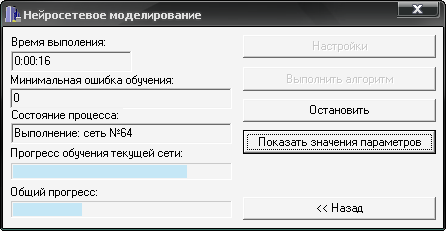 Нейросетевое моделирование
Время выполения:
0:00:16
Минимальная ошибка обучения:
0
Состояние процесса:
Выполнение: сеть №64
Прогресс обучения текущей сети:
Общий прогресс:
Настройки
Выполнить алгоритм
Остановить
Показать значения параметров
<< Назад